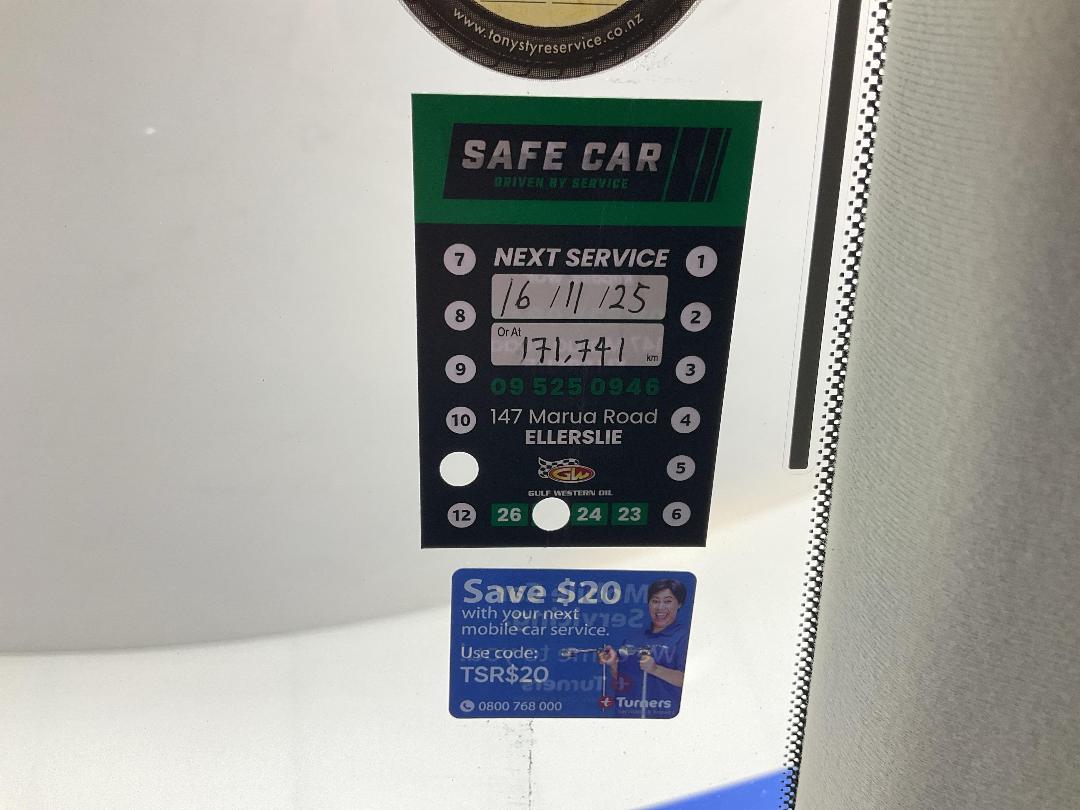 www.tonystyreservice.co.nz
SAFE CAR
DRIVEN BY SERVICE
7 NEXT SERVICE 1
16/11/25
8 2
Or At
171,741 km
9 3
09 525 0946
10 147 Marua Road 4
ELLERSLIE
GW 5
GULF WESTERN OIL
12 26 24 23 6
Save $20
with your next
mobile car service.
Use code:
TSR$20
0800 768 000
Turners